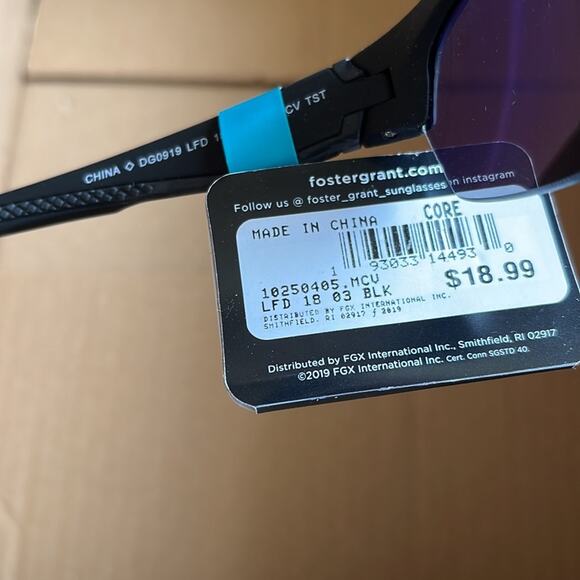 CHINA ◇ DG0919 LFD 1 CV TST
fostergrant.com
Follow us @ foster_grant_sunglasses on instagram
MADE IN CHINA CORE
1 93033 14493 0
10250405.MCV $18.99
LFD 18 03 BLK
DISTRIBUTED BY FGX INTERNATIONAL INC.
SMITHFIELD, RI 02917 © 2019
Distributed by FGX International Inc., Smithfield, RI 02917
©2019 FGX International Inc. Cert. Conn SGSTD 40.